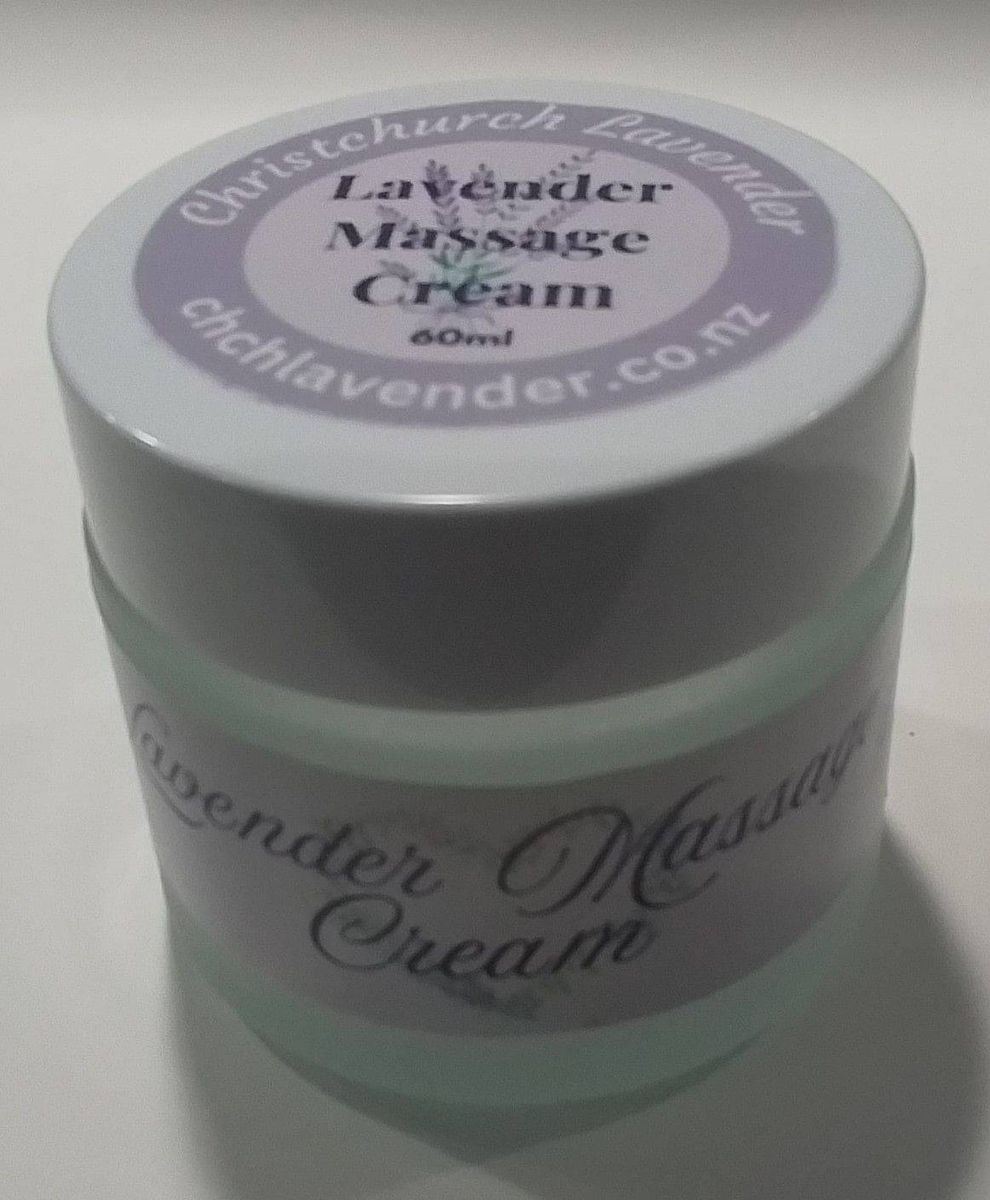 Christchurch Lavender
Lavender
Massage
Cream
60ml
chchlavender.co.nz
Lavender Massage
Cream